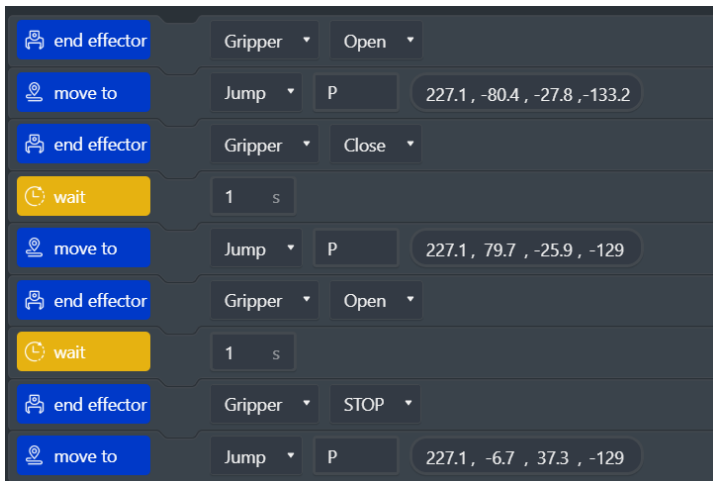 end effector Gripper Open
move to Jump P 227.1 , -80.4 , -27.8 ,-133.2
end effector Gripper Close
wait 1 s
move to Jump P 227.1 , 79.7 , -25.9 , -129
end effector Gripper Open
wait 1 s
end effector Gripper STOP
move to Jump P 227.1 , -6.7 , 37.3 , -129